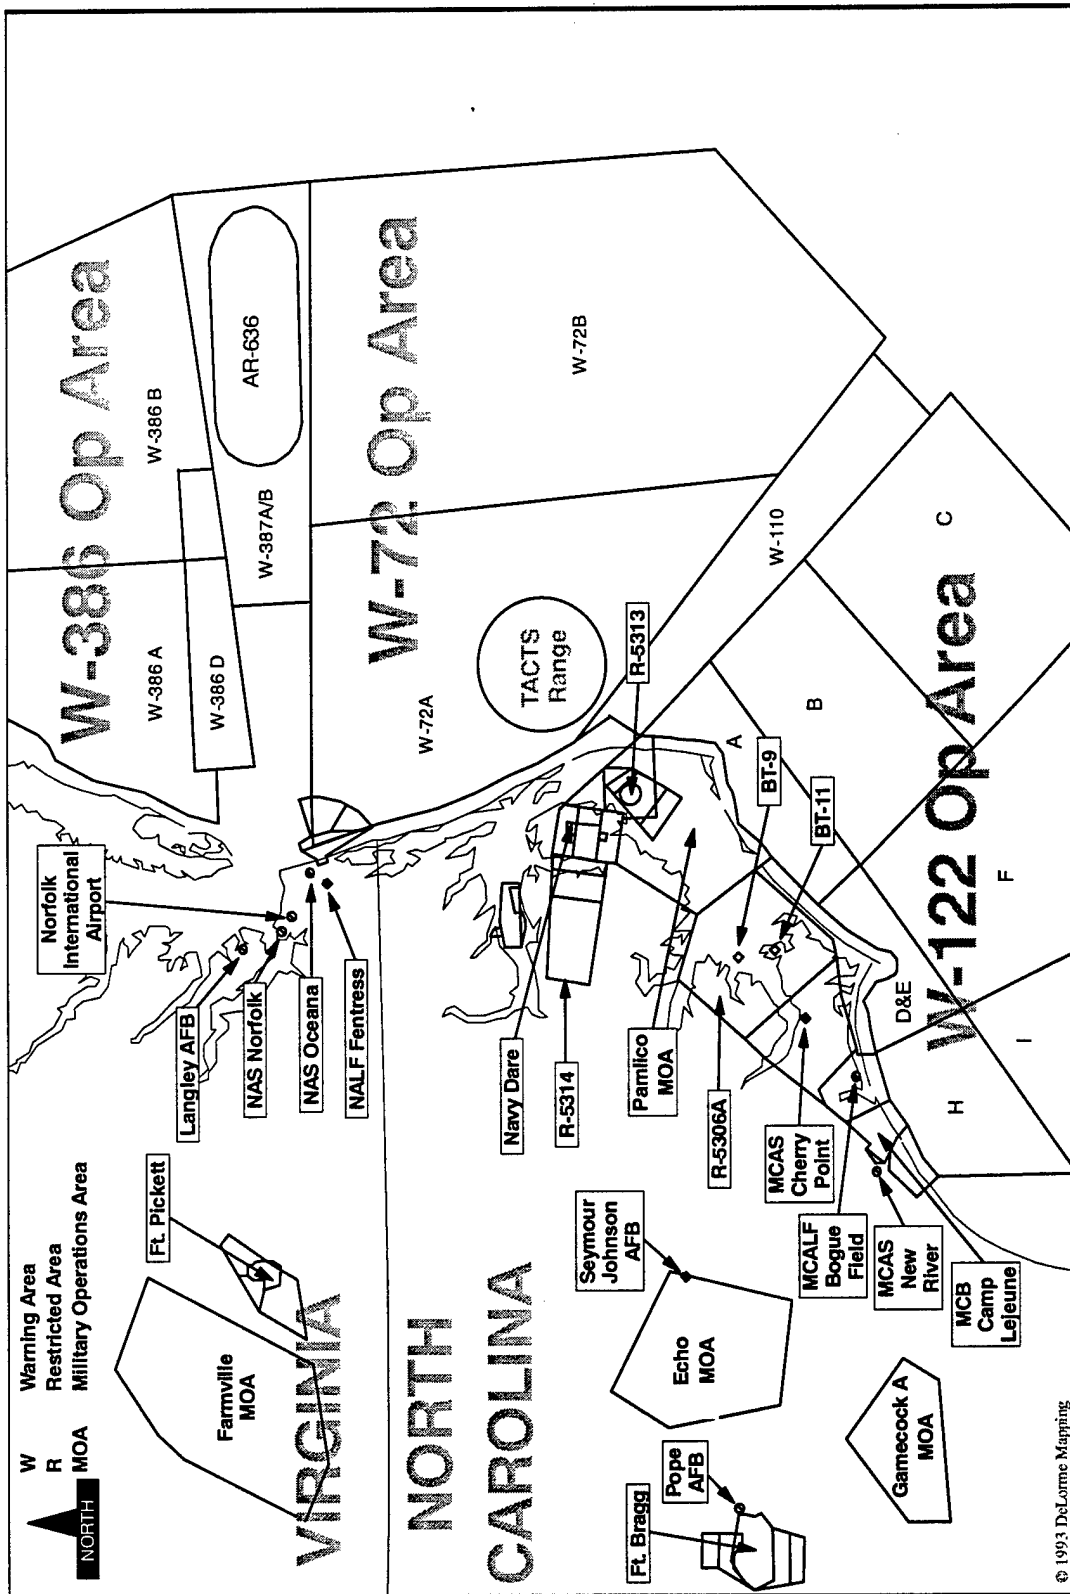 W Warning Area
R Restricted Area
MOA Military Operations Area
NORTH
Farmville
MOA
Ft. Pickett
VIRGINIA
NORTH
CAROLINA
Norfolk
International
Airport
Langley AFB
NAS Norfolk
NAS Oceana
NALF Fentress
W-386 Op Area
W-386 A
W-386 B
W-386 D
W-387A/B
AR-636
W-72 Op Area
W-72A
W-72B
TACTS
Range
Navy Dare
R-5314
R-5313
Pamlico
MOA
R-5306A
BT-9
BT-11
W-110
Seymour
Johnson
AFB
Echo
MOA
MCAS
Cherry
Point
MCALF
Bogue
Field
MCAS
New
River
MCB
Camp
Lejeune
Pope
AFB
Ft. Bragg
Gamecock A
MOA
W-122 Op Area
A
B
C
D&E
F
H
I
© 1993 DeLorme Mapping